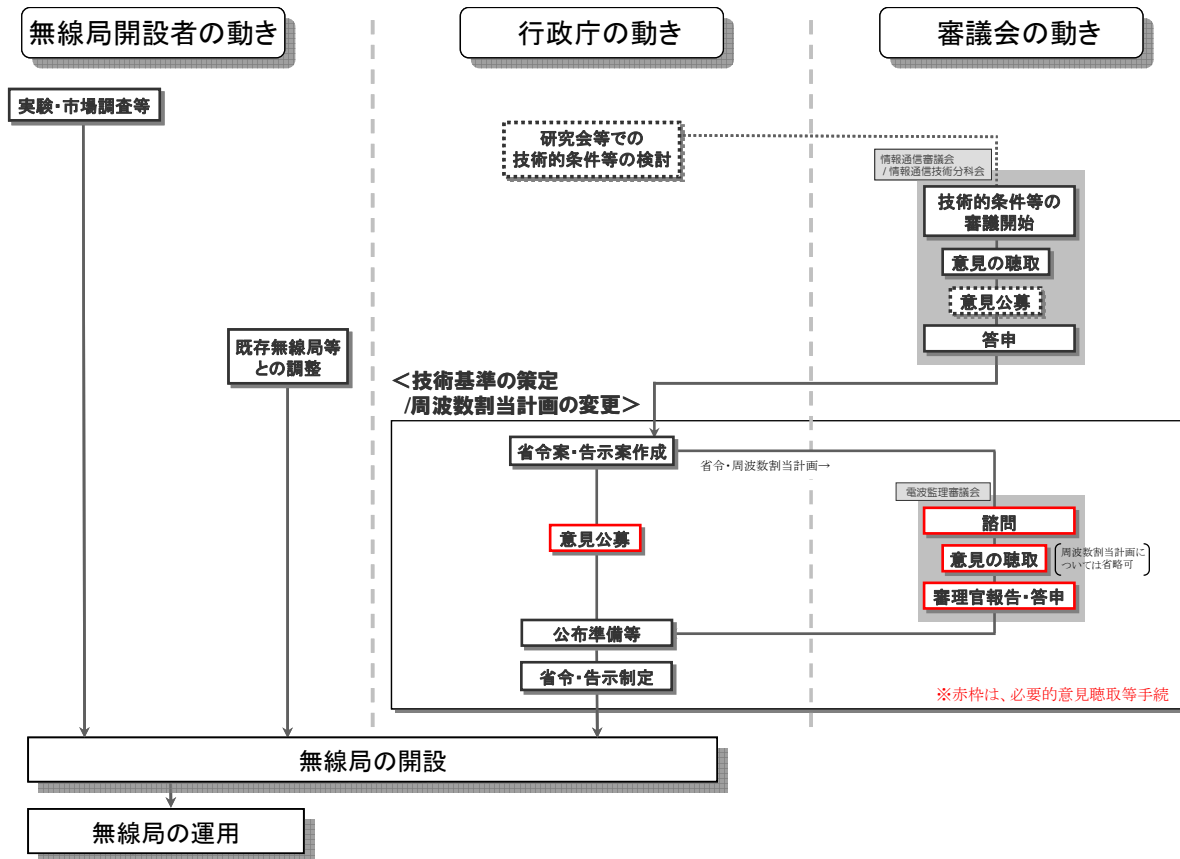 無線局開設者の動き
行政庁の動き
審議会の動き
実験・市場調査等
研究会等での
技術的条件等の検討
情報通信審議会
/ 情報通信技術分科会
技術的条件等の
審議開始
意見の聴取
意見公募
答申
既存無線局等
との調整
＜技術基準の策定
/周波数割当計画の変更＞
省令案・告示案作成
省令・周波数割当計画→
電波監理審議会
諮問
意見公募
意見の聴取
周波数割当計画に
ついては省略可
審理官報告・答申
公布準備等
省令・告示制定
※赤枠は、必要的意見聴取等手続
無線局の開設
無線局の運用